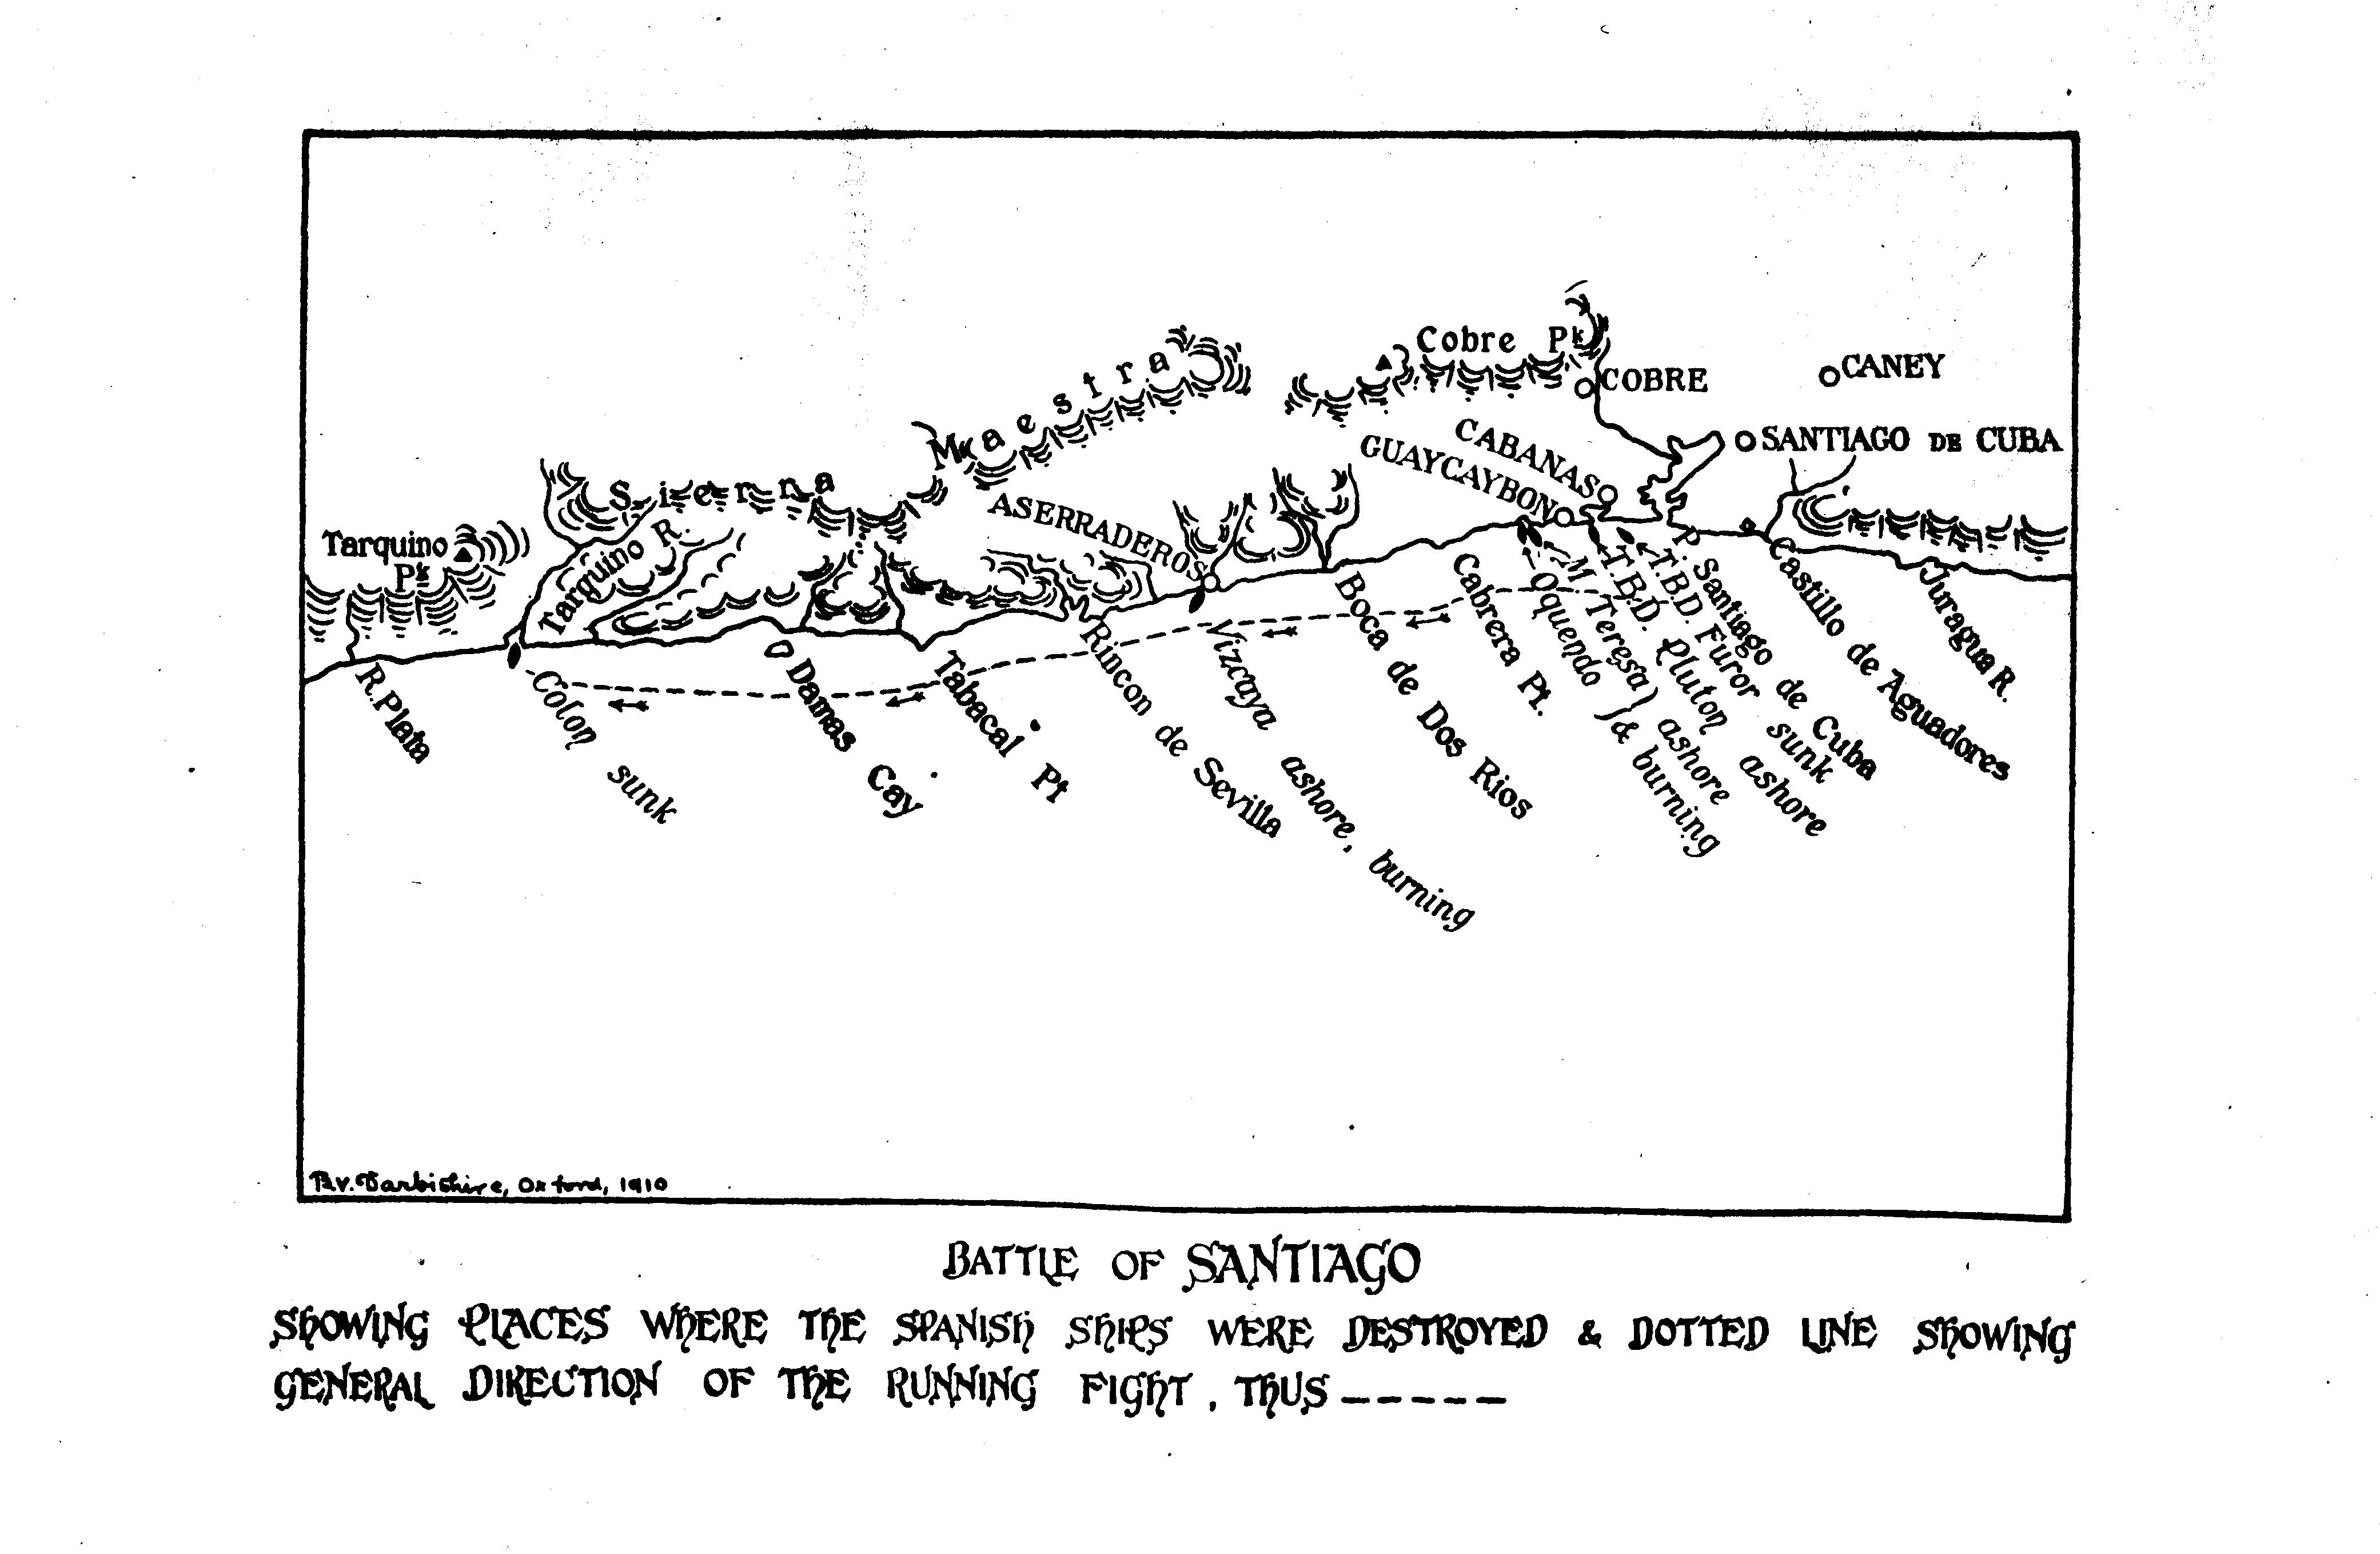 Cobre Pk
COBRE
CANEY
SANTIAGO DE CUBA
CABANAS
GUAYCAYBON
Sierra Maestra
ASERRADEROS
Tarquino Pk
Tarquino R.
R. Plata
Colon sunk
Damas Cay
Tabacal Pt
Rincon de Sevilla
Vizcaya ashore, burning
Boca de Dos Rios
Cabrera Pt.
Oquendo
M. Teresa
} ashore
& burning
T.B.D. Pluton ashore
T.B.D. Furor sunk
P. Santiago de Cuba
Castillo de Aguadores
Juragua R.
Bv. Darbishire, Oxford, 1910
BATTLE OF SANTIAGO
SHOWING PLACES WHERE THE SPANISH SHIPS WERE DESTROYED & DOTTED LINE SHOWING
GENERAL DIRECTION OF THE RUNNING FIGHT, THUS -----